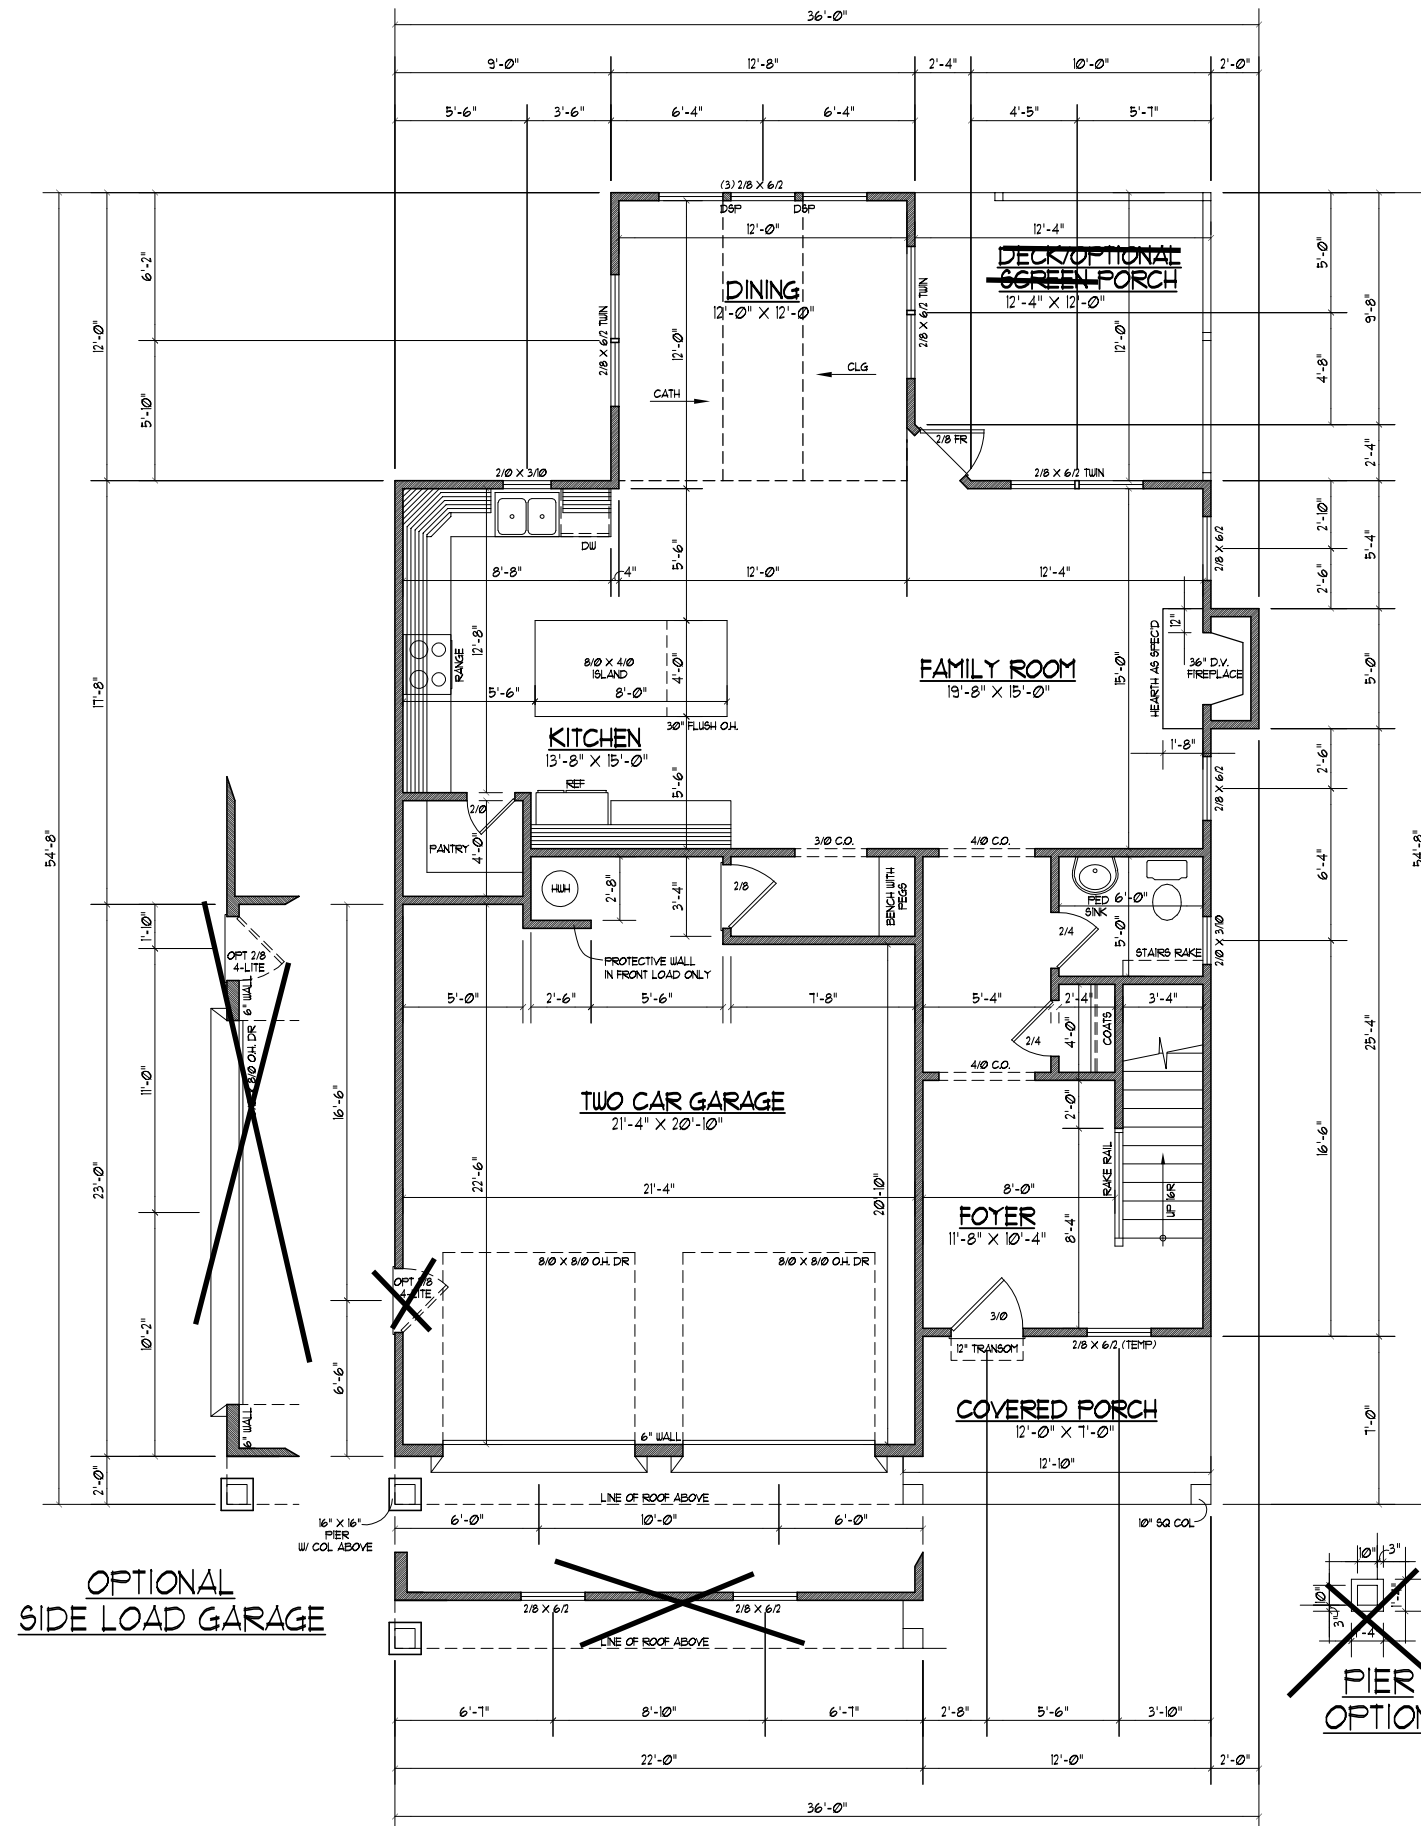 36'-0"
9'-0" 12'-8" 2'-4" 10'-0" 2'-0"
5'-6" 3'-6" 6'-4" 6'-4" 4'-5" 5'-7"
(3) 2/8 X 6/2
DSP DSP
12'-0" 12'-4"
DECK/OPTIONAL
SCREEN PORCH
12'-4" X 12'-0"
DINING
12'-0" X 12'-0"
6'-2"
5'-0"
9'-8"
2/8 X 6/2 TWIN
2/8 X 6/2 TWIN
12'-0"
12'-0"
12'-0"
4'-8"
CLG
CATH
5'-10"
2/8 FR
2'-4"
2/0 X 3/10
2/8 X 6/2 TWIN
DW
2'-10"
5'-4"
2/8 X 6/2
2'-6"
5'-6"
8'-8" 4" 12'-0" 12'-4"
12'-8"
RANGE
8/0 X 4/0
ISLAND
4'-0"
5'-6" 8'-0"
30" FLUSH O.H.
KITCHEN
13'-8" X 15'-0"
FAMILY ROOM
19'-8" X 15'-0"
15'-0"
HEARTH AS SPEC'D
12"
36" D.V.
FIREPLACE
5'-0"
17'-8"
1'-8"
2'-6"
2/8 X 6/2
5'-6"
REF
2/0
PANTRY
4'-0"
3/0 C.O. 4/0 C.O.
54'-8"
54'-8"
6'-4"
HWH
2'-8"
3'-4"
2/8
BENCH WITH
PEGS
PED
SINK
6'-0"
5'-0"
2/4
STAIRS RAKE
2/0 X 3/10
PROTECTIVE WALL
IN FRONT LOAD ONLY
1'-10"
OPT 2/8
4-LITE
6" WALL
5'-0" 2'-6" 5'-6" 7'-8" 5'-4" 2'-4" 3'-4"
4'-0"
COATS
2/4
4/0 C.O.
25'-4"
8/0 O.H. DR
11'-0"
16'-6"
TWO CAR GARAGE
21'-4" X 20'-10"
2'-0"
16'-6"
RAKE RAIL
UP 16R
23'-0"
22'-6"
21'-4"
20'-10"
8'-0"
FOYER
11'-8" X 10'-4"
8'-4"
8/0 X 8/0 O.H. DR 8/0 X 8/0 O.H. DR
OPT
4-LITE
3/0
12" TRANSOM
2/8 X 6/2 (TEMP)
10'-2"
6'-6"
6" WALL
6" WALL
COVERED PORCH
12'-0" X 7'-0"
7'-0"
12'-10"
2'-0"
LINE OF ROOF ABOVE
16" X 16"
PIER
W/ COL ABOVE
6'-0" 10'-0" 6'-0"
10" SQ COL
OPTIONAL
SIDE LOAD GARAGE
2/8 X 6/2 2/8 X 6/2
LINE OF ROOF ABOVE
10" 3"
10"
3"
PIER
OPTION
6'-7" 8'-10" 6'-7" 2'-8" 5'-6" 3'-10"
22'-0" 12'-0" 2'-0"
36'-0"